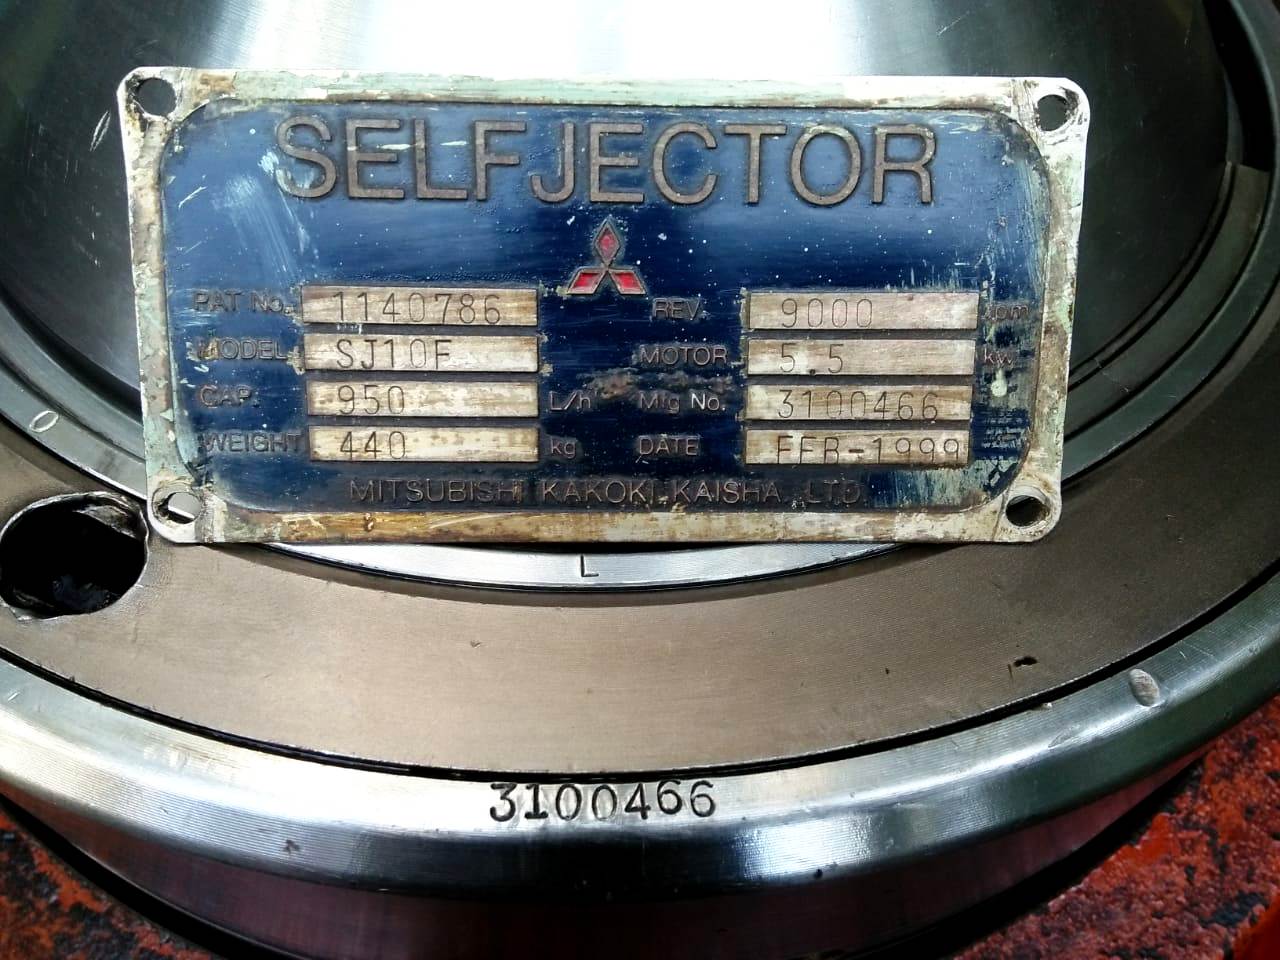 SELFJECTOR
PAT No. 1140786 REV. 9000 rpm
MODEL SJ10F MOTOR 5.5 kw
CAP. 950 L/h Mfg No. 3100466
WEIGHT 440 kg DATE FEB-1999
MITSUBISHI KAKOKI KAISHA, LTD.
O
L
3100466